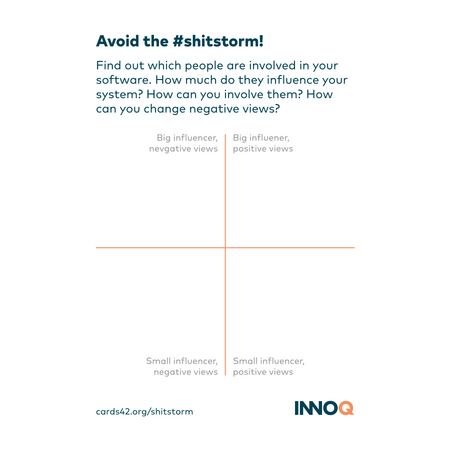 Avoid the #shitstorm!
Find out which people are involved in your
software. How much do they influence your
system? How can you involve them? How
can you change negative views?
Big influencer,
nevgative views
Big influener,
positive views
Small influencer,
negative views
Small influencer,
positive views
cards42.org/shitstorm
INNOQ